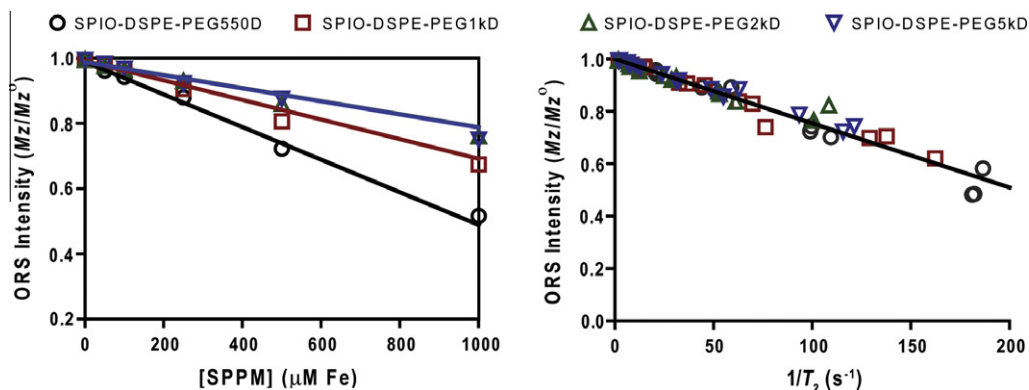 SPIO-DSPE-PEG550D SPIO-DSPE-PEG1kD SPIO-DSPE-PEG2kD SPIO-DSPE-PEG5kD
ORS Intensity (Mz/Mz⁰)
1.0
0.8
0.6
0.4
0.2
0 200 400 600 800 1000
[SPPM] (μM Fe)
ORS Intensity (Mz/Mz⁰)
1.0
0.8
0.6
0.4
0.2
0.0
0 50 100 150 200
1/T₂ (s⁻¹)